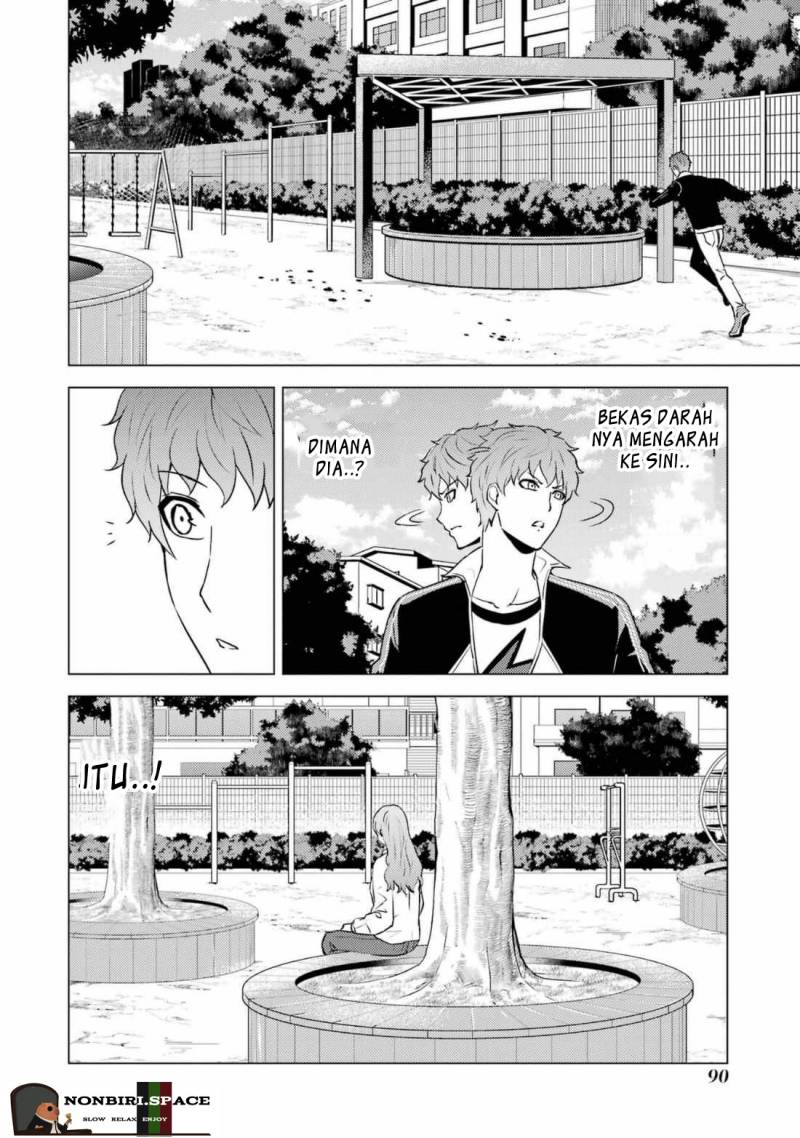 BEKAS DARAH
NYA MENGARAH
KE SINI..
DIMANA
DIA..?
ITU...!
90
NONBIRI.SPACE
SLOW RELAX ENJOY